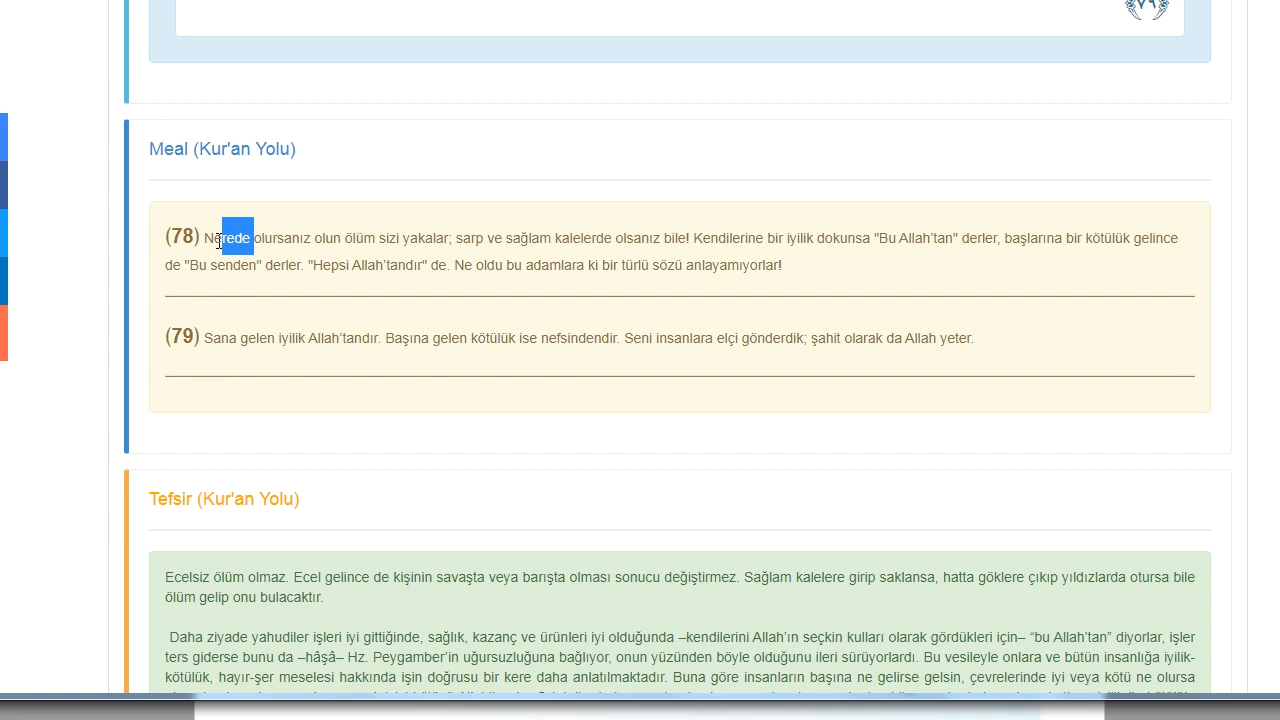 Meal (Kur'an Yolu)
(78) Nerede olursanız olun ölüm sizi yakalar; sarp ve sağlam kalelerde olsanız bile! Kendilerine bir iyilik dokunsa "Bu Allah’tan" derler, başlarına bir kötülük gelince
de "Bu senden" derler. "Hepsi Allah’tandır" de. Ne oldu bu adamlara ki bir türlü sözü anlayamıyorlar!
(79) Sana gelen iyilik Allah’tandır. Başına gelen kötülük ise nefsindendir. Seni insanlara elçi gönderdik; şahit olarak da Allah yeter.
Tefsir (Kur'an Yolu)
Ecelsiz ölüm olmaz. Ecel gelince de kişinin savaşta veya barışta olması sonucu değiştirmez. Sağlam kalelere girip saklansa, hatta göklere çıkıp yıldızlarda otursa bile
ölüm gelip onu bulacaktır.
Daha ziyade yahudiler işleri iyi gittiğinde, sağlık, kazanç ve ürünleri iyi olduğunda –kendilerini Allah’ın seçkin kulları olarak gördükleri için– “bu Allah’tan” diyorlar, işler
ters giderse bunu da –hâşâ– Hz. Peygamber’in uğursuzluğuna bağlıyor, onun yüzünden böyle olduğunu ileri sürüyorlardı. Bu vesileyle onlara ve bütün insanlığa iyilik-
kötülük, hayır-şer meselesi hakkında işin doğrusu bir kere daha anlatılmaktadır. Buna göre insanların başına ne gelirse gelsin, çevrelerinde iyi veya kötü ne olursa